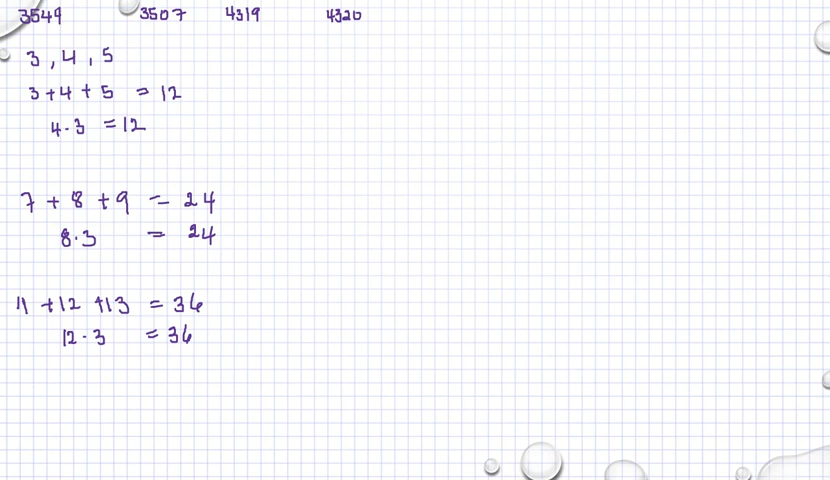 3549 3507 4319 4320
3 , 4 , 5
3 + 4 + 5 = 12
4 · 3 = 12
7 + 8 + 9 = 24
8 · 3 = 24
11 + 12 + 13 = 36
12 · 3 = 36